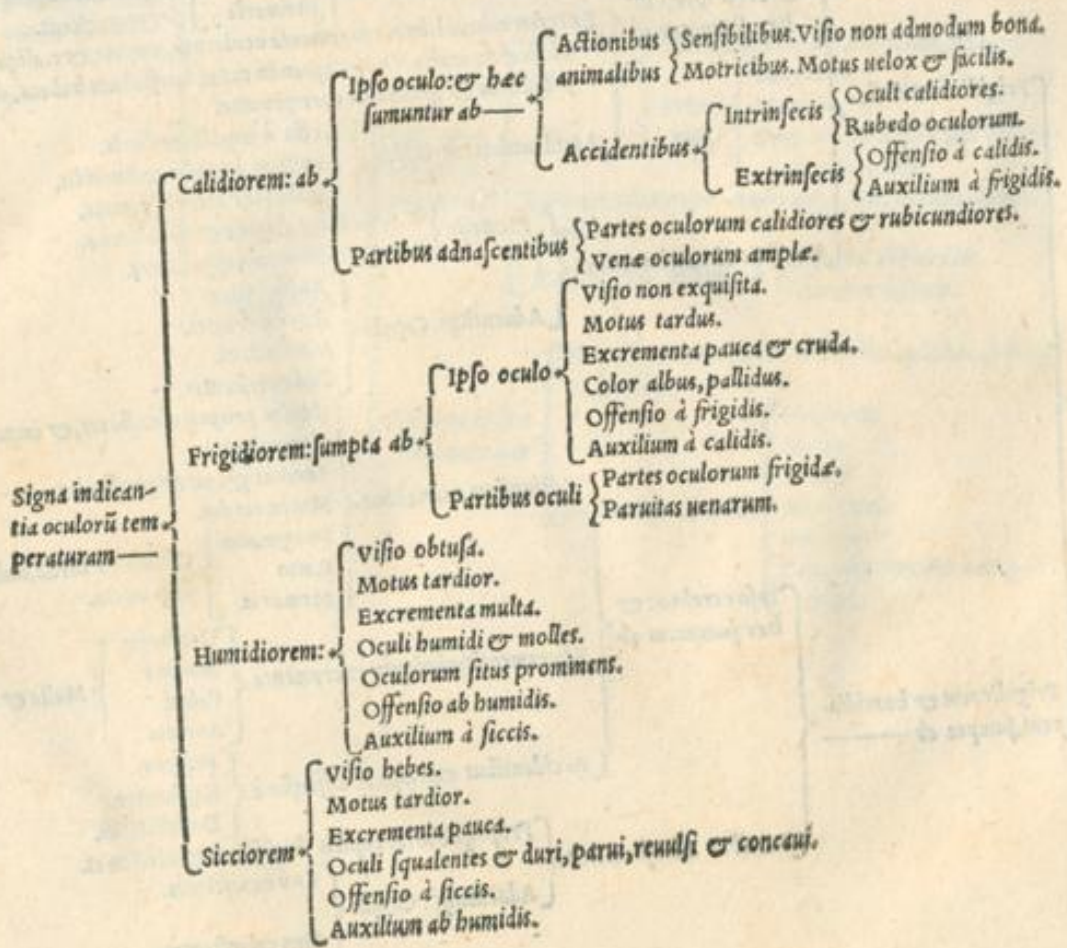 Signa indican-
tia oculorũ tem
peraturam
Calidiorem: ab
Ipſo oculo: & hæc
ſumuntur ab
Actionibus
animalibus
Senſibilibus. Viſio non admodum bona.
Motricibus. Motus uelox & facilis.
Accidentibus
Intrinſecis
Oculi calidiores.
Rubedo oculorum.
Extrinſecis
Offenſio à calidis.
Auxilium à frigidis.
Partibus adnaſcentibus
Partes oculorum calidiores & rubicundiores.
Venæ oculorum amplæ.
Frigidiorem: ſumpta ab
Ipſo oculo
Viſio non exquiſita.
Motus tardus.
Excrementa pauca & cruda.
Color albus, pallidus.
Offenſio à frigidis.
Auxilium à calidis.
Partibus oculi
Partes oculorum frigidæ.
Paruitas uenarum.
Humidiorem:
Viſio obtuſa.
Motus tardior.
Excrementa multa.
Oculi humidi & molles.
Oculorum ſitus prominens.
Offenſio ab humidis.
Auxilium à ſiccis.
Sicciorem
Viſio hebes.
Motus tardior.
Excrementa pauca.
Oculi ſqualentes & duri, parui, reuulſi & concaui.
Offenſio à ſiccis.
Auxilium ab humidis.